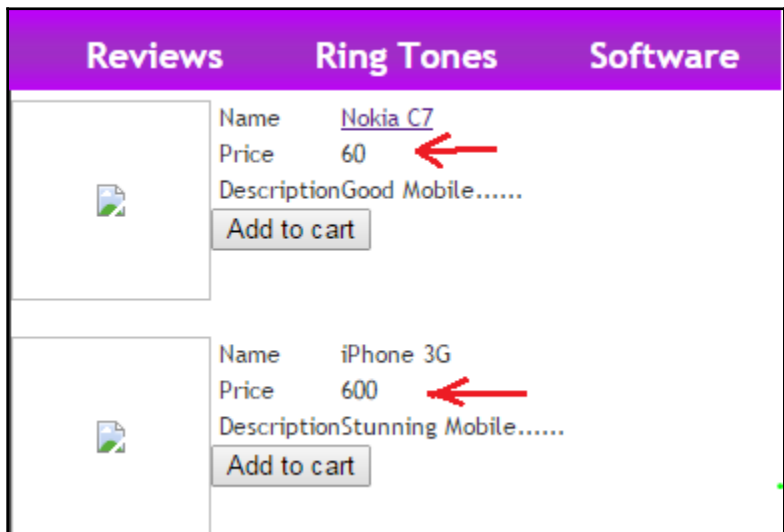 Reviews Ring Tones Software
Name Nokia C7
Price 60
DescriptionGood Mobile......
Add to cart
Name iPhone 3G
Price 600
DescriptionStunning Mobile......
Add to cart